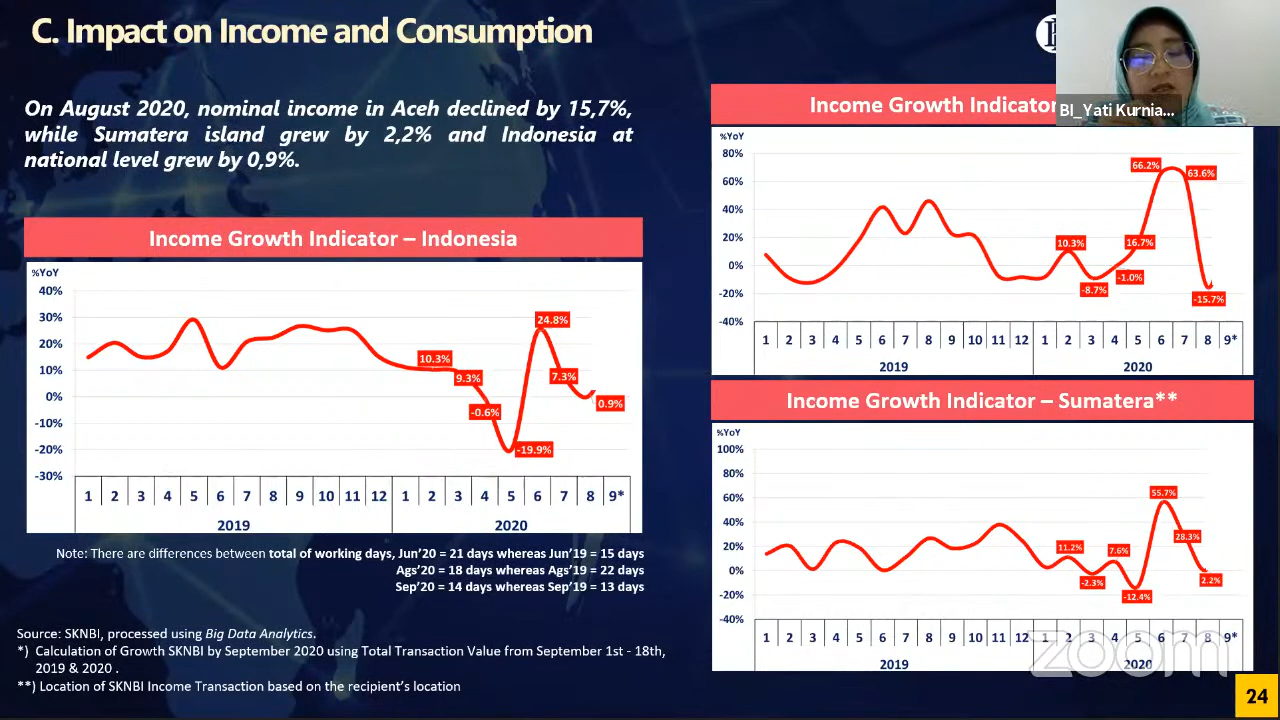 C. Impact on Income and Consumption
BI_Yati Kurnia...
On August 2020, nominal income in Aceh declined by 15,7%,
while Sumatera island grew by 2,2% and Indonesia at
national level grew by 0,9%.
Income Growth Indicator – Indonesia
%YoY
40%
30%
20%
10%
0%
-10%
-20%
-30%
10.3%
9.3%
-0.6%
-19.9%
24.8%
7.3%
0.9%
1 2 3 4 5 6 7 8 9 10 11 12 1 2 3 4 5 6 7 8 9*
2019 2020
Note: There are differences between total of working days, Jun’20 = 21 days whereas Jun’19 = 15 days
Ags’20 = 18 days whereas Ags’19 = 22 days
Sep’20 = 14 days whereas Sep’19 = 13 days
Source: SKNBI, processed using Big Data Analytics.
*) Calculation of Growth SKNBI by September 2020 using Total Transaction Value from September 1st - 18th,
2019 & 2020 .
**) Location of SKNBI Income Transaction based on the recipient’s location
Income Growth Indicator
%YoY
80%
60%
40%
20%
0%
-20%
-40%
10.3%
-8.7%
-1.0%
16.7%
66.2%
63.6%
-15.7%
1 2 3 4 5 6 7 8 9 10 11 12 1 2 3 4 5 6 7 8 9*
2019 2020
Income Growth Indicator – Sumatera**
%YoY
100%
80%
60%
40%
20%
0%
-20%
-40%
11.2%
-2.3%
7.6%
-12.4%
55.7%
28.3%
2.2%
1 2 3 4 5 6 7 8 9 10 11 12 1 2 3 4 5 6 7 8 9*
2019 2020
zoom
24